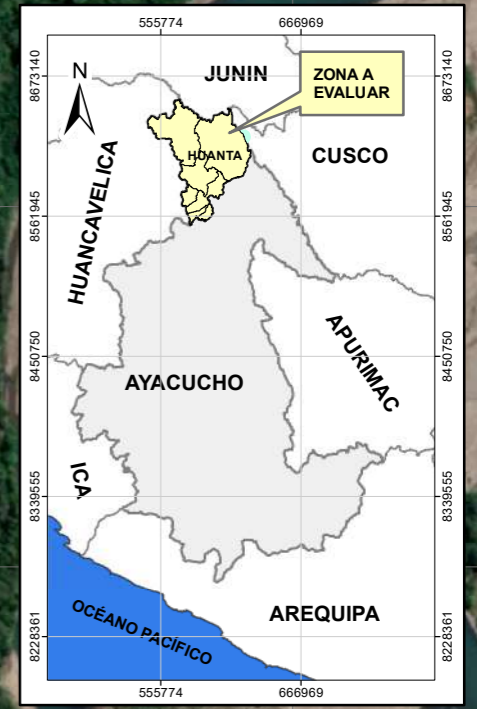 555774
666969
8673140
8673140
N
JUNIN
ZONA A
EVALUAR
HUANTA
CUSCO
HUANCAVELICA
8561945
8561945
APURIMAC
8450750
8450750
AYACUCHO
ICA
8339555
8339555
OCÉANO PACÍFICO
AREQUIPA
8228361
8228361
555774
666969